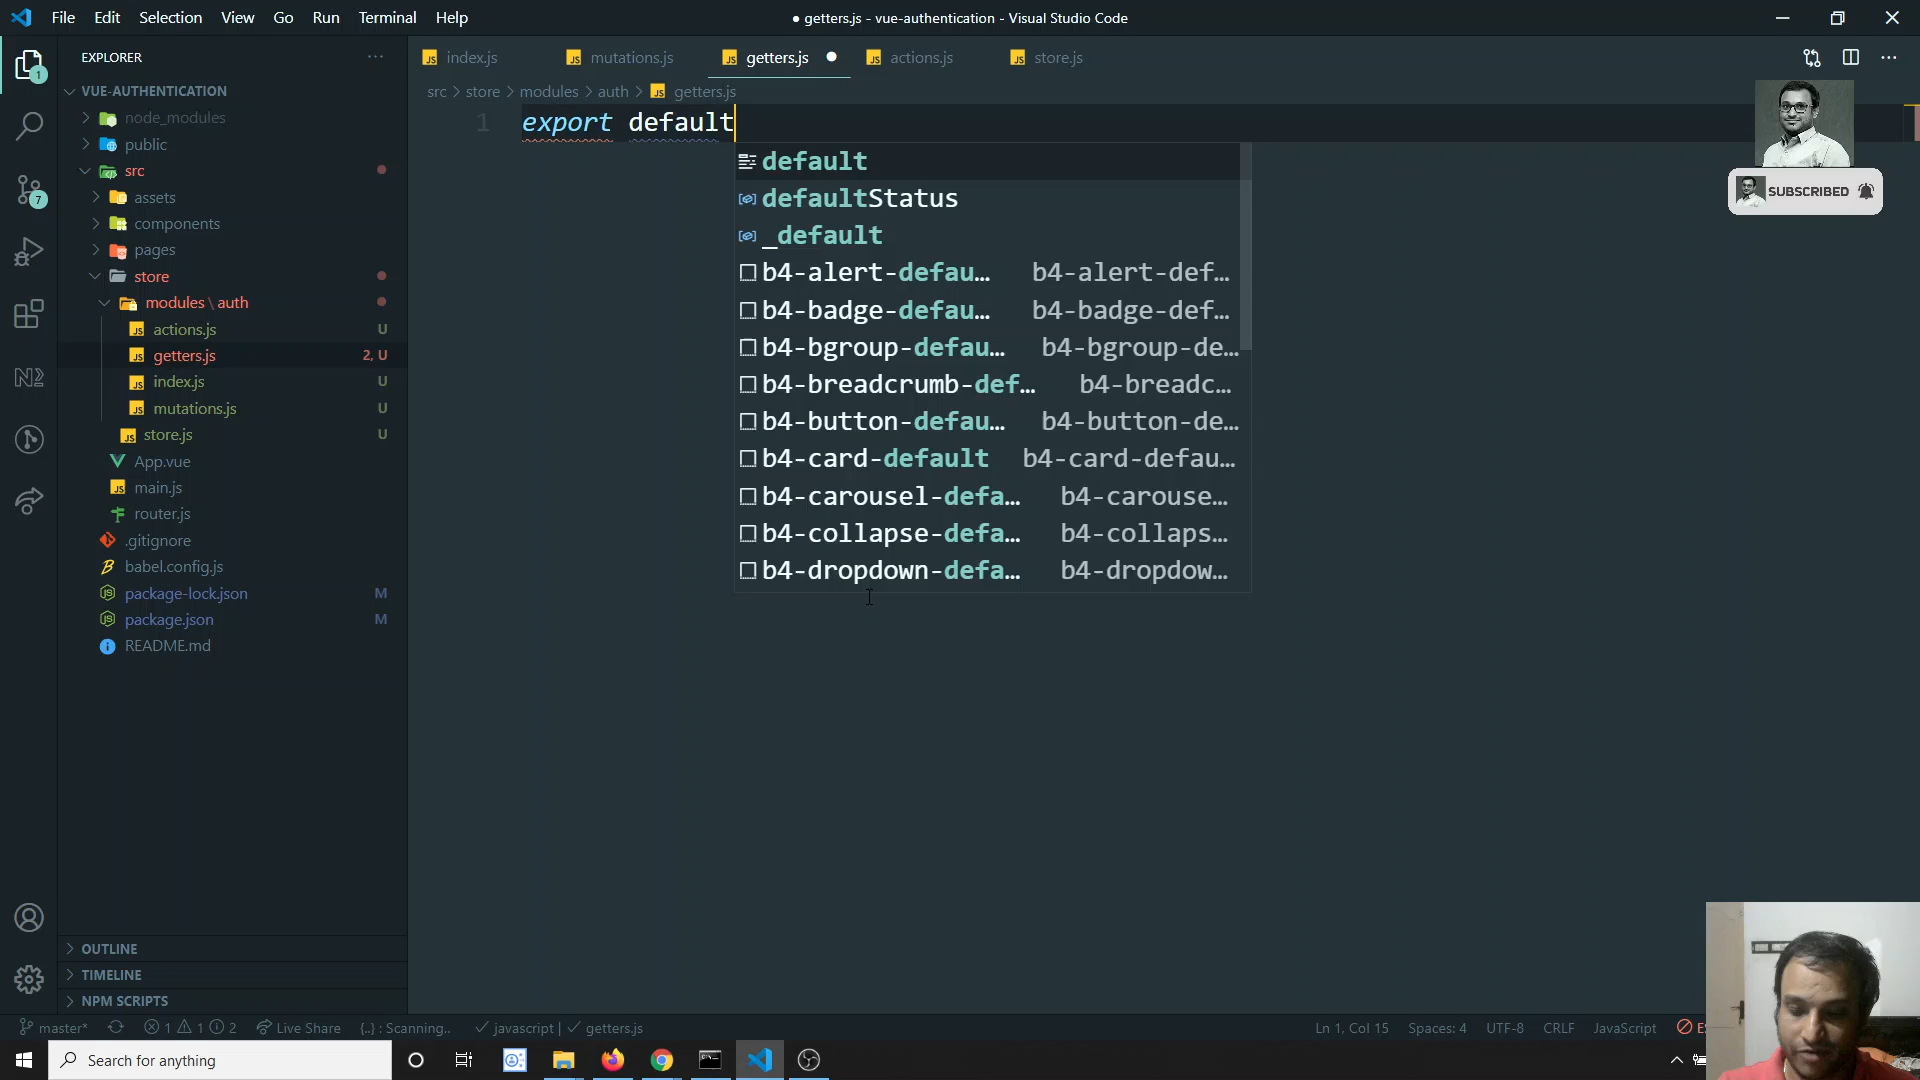 File Edit Selection View Go Run Terminal Help
● getters.js - vue-authentication - Visual Studio Code
EXPLORER
VUE-AUTHENTICATION
node_modules
public
src
assets
components
pages
store
modules \ auth
actions.js U
getters.js 2, U
index.js U
mutations.js U
store.js U
App.vue
main.js
router.js
.gitignore
babel.config.js
package-lock.json M
package.json M
README.md
OUTLINE
TIMELINE
NPM SCRIPTS
1
7
index.js mutations.js getters.js actions.js store.js
src > store > modules > auth > getters.js
1 export default
default
defaultStatus
_default
b4-alert-defau… b4-alert-def…
b4-badge-defau… b4-badge-def…
b4-bgroup-defau… b4-bgroup-de…
b4-breadcrumb-def… b4-breadc…
b4-button-defau… b4-button-de…
b4-card-default b4-card-defau…
b4-carousel-defa… b4-carouse…
b4-collapse-defa… b4-collaps…
b4-dropdown-defa… b4-dropdow…
SUBSCRIBED
master* 1 1 2 Live Share {..} : Scanning.. javascript | getters.js Ln 1, Col 15 Spaces: 4 UTF-8 CRLF JavaScript
Search for anything